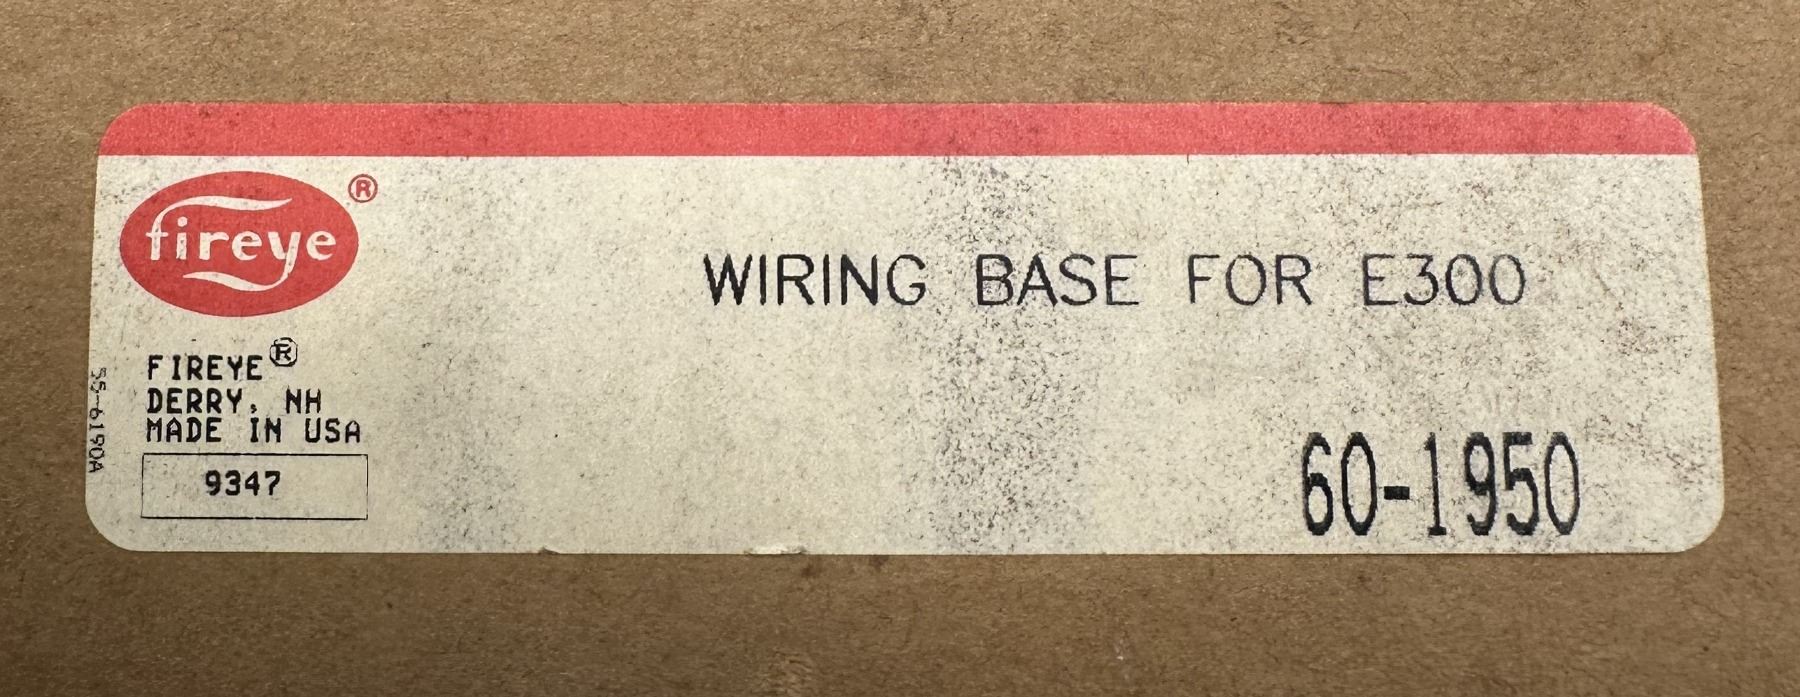 fireye®
WIRING BASE FOR E300
FIREYE®
DERRY, NH
MADE IN USA
9347
60-1950
55-6190A